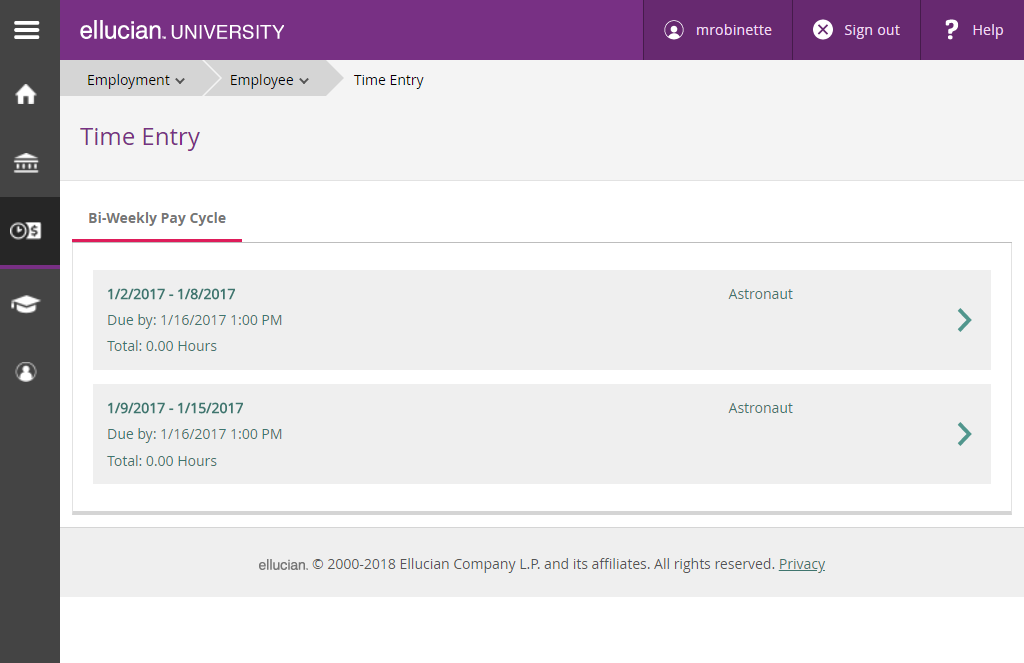 ellucian. UNIVERSITY
mrobinette
Sign out
? Help
Employment
Employee
Time Entry
Time Entry
$
Bi-Weekly Pay Cycle
1/2/2017 - 1/8/2017
Astronaut
Due by: 1/16/2017 1:00 PM
Total: 0.00 Hours
1/9/2017 - 1/15/2017
Astronaut
Due by: 1/16/2017 1:00 PM
Total: 0.00 Hours
ellucian. © 2000-2018 Ellucian Company L.P. and its affiliates. All rights reserved. Privacy